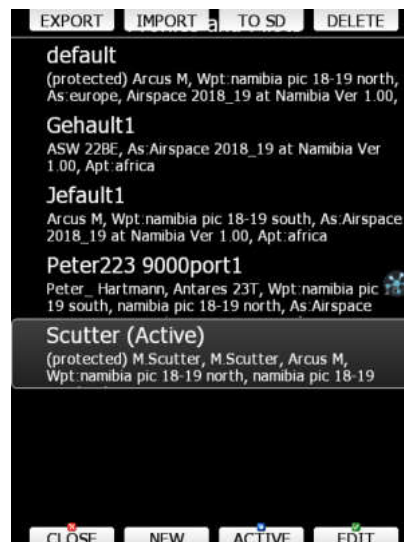 EXPORT IMPORT TO SD DELETE
default
(protected) Arcus M, Wpt:namibia pic 18-19 north,
As:europe, Airspace 2018_19 at Namibia Ver 1.00,
Gehault1
ASW 22BE, As:Airspace 2018_19 at Namibia Ver
1.00, Apt:africa
Jefault1
Arcus M, Wpt:namibia pic 18-19 south, As:Airspace
2018_19 at Namibia Ver 1.00, Apt:africa
Peter223 9000port1
Peter_ Hartmann, Antares 23T, Wpt:namibia pic
19 south, namibia pic 18-19 north, As:Airspace
Scutter (Active)
(protected) M.Scutter, M.Scutter, Arcus M,
Wpt:namibia pic 18-19 north, namibia pic 18-19
CLOSE NEW ACTIVE EDIT